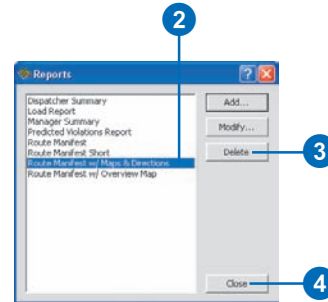 2
Reports
Dispatcher Summary
Load Report
Manager Summary
Predicted Violations Report
Route Manifest
Route Manifest Short
Route Manifest w/ Maps & Directions
Route Manifest w/ Overview Map
Add...
Modify...
Delete
3
Close
4